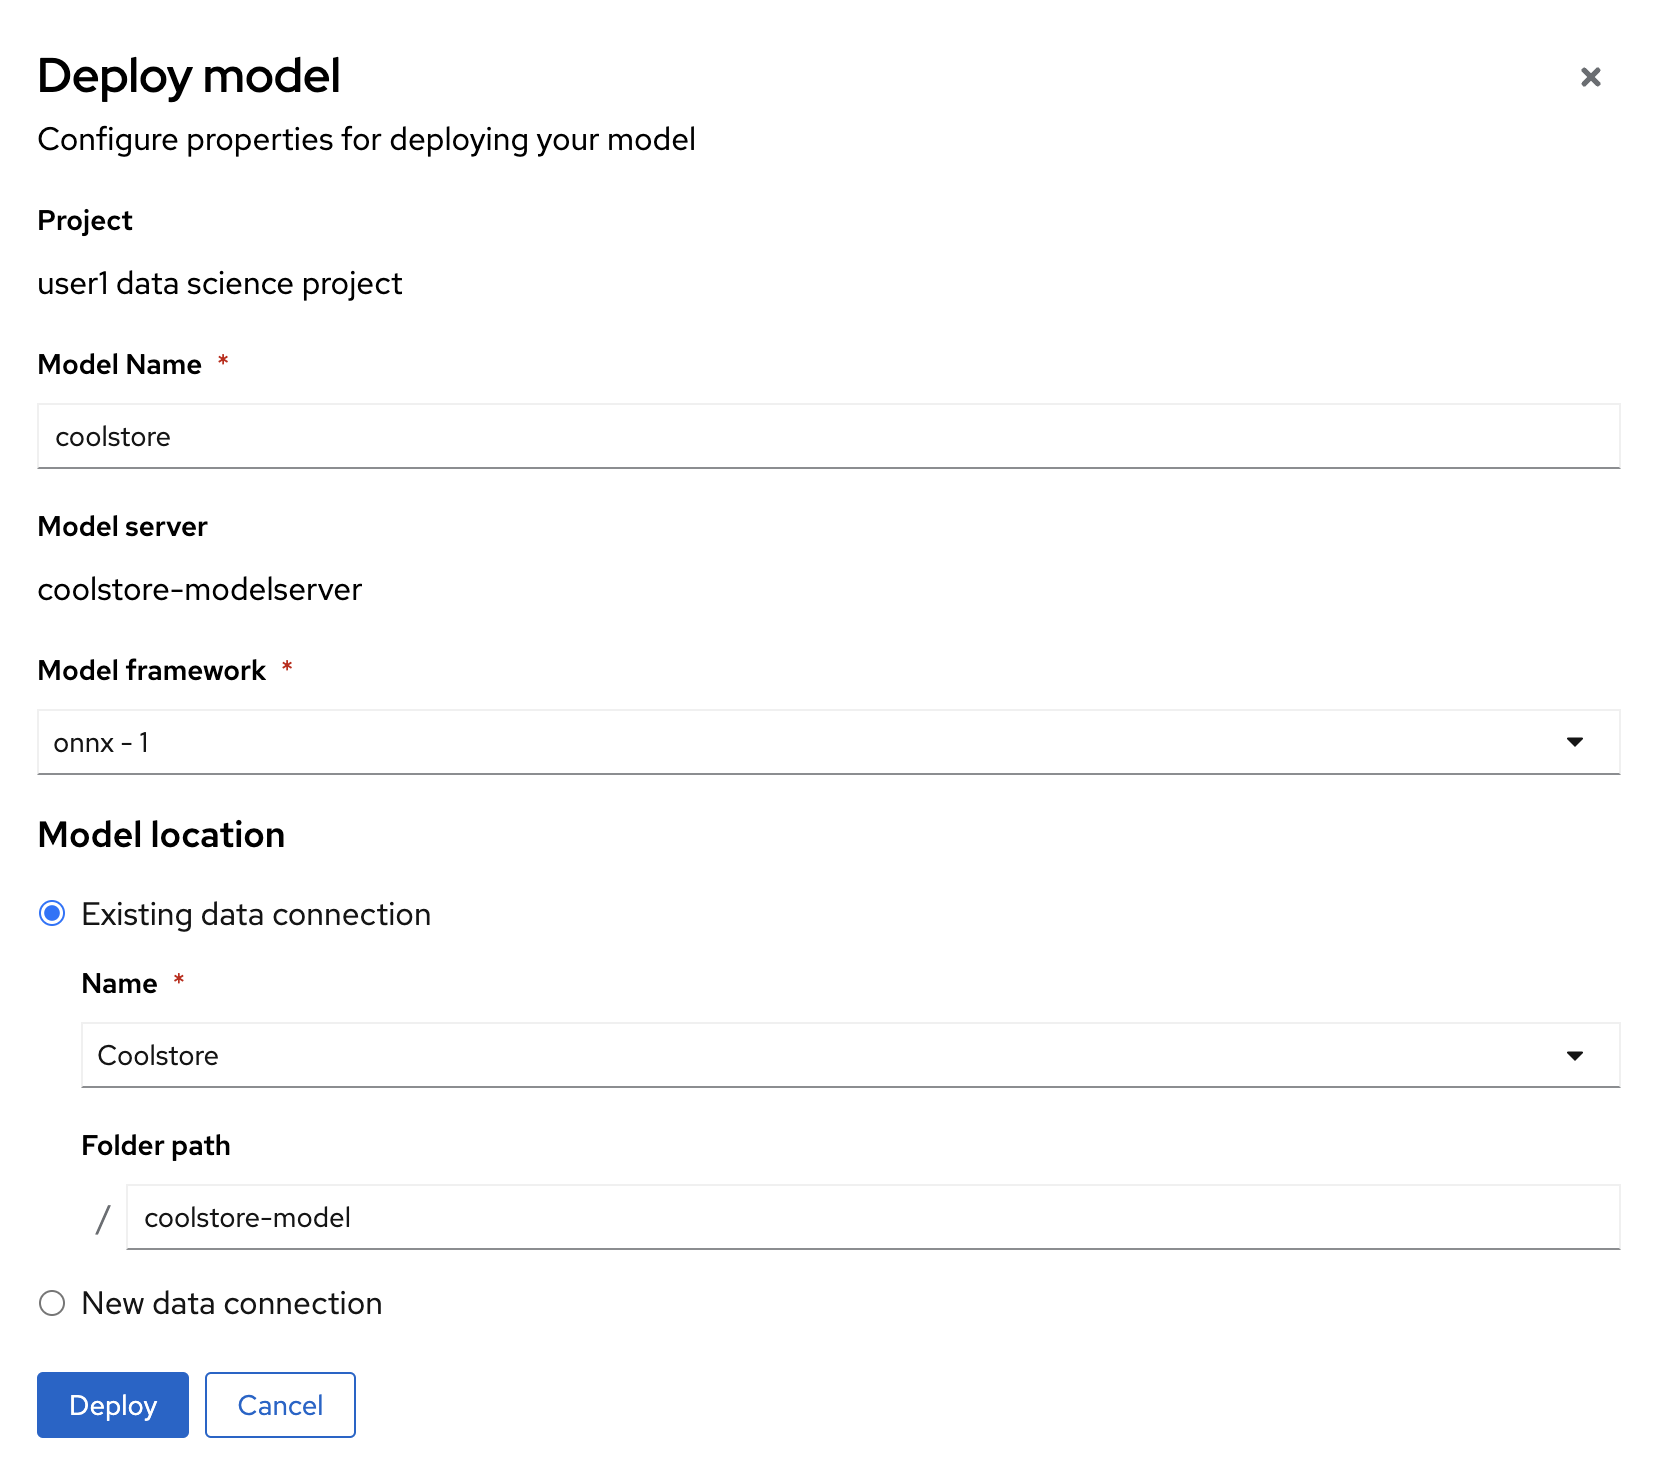 Deploy model
Configure properties for deploying your model
Project
user1 data science project
Model Name *
coolstore
Model server
coolstore-modelserver
Model framework *
onnx - 1
Model location
Existing data connection
Name *
Coolstore
Folder path
/ coolstore-model
New data connection
Deploy Cancel